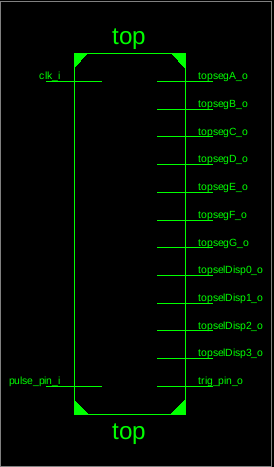 top
clk_i
topsegA_o
topsegB_o
topsegC_o
topsegD_o
topsegE_o
topsegF_o
topsegG_o
topselDisp0_o
topselDisp1_o
topselDisp2_o
topselDisp3_o
pulse_pin_i
trig_pin_o
top